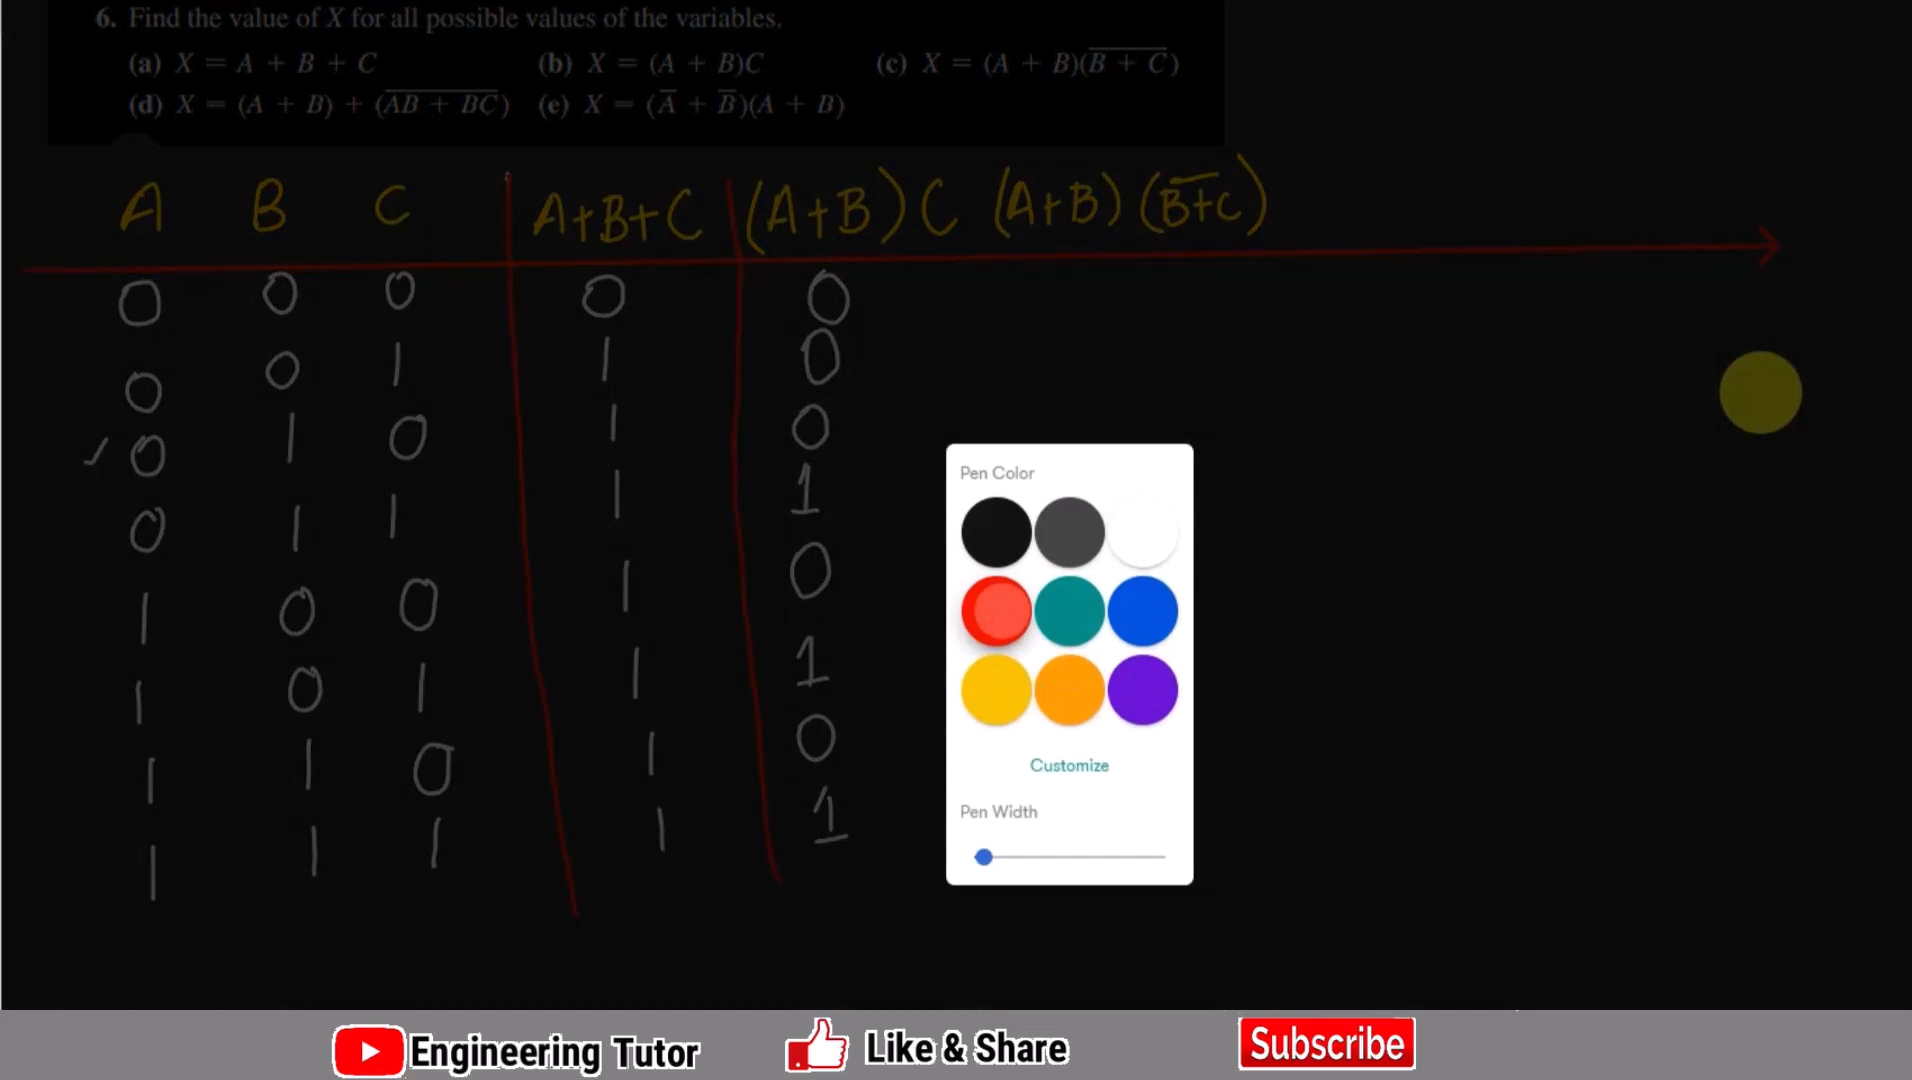 6. Find the value of X for all possible values of the variables.
(a) X = A + B + C (b) X = (A + B)C (c) X = (A + B)(B̅ ̅+̅ ̅C̅)
(d) X = (A + B) + (A̅B̅ ̅+̅ ̅B̅C̅) (e) X = (A̅ + B̅)(A + B)
A B C A+B+C (A+B)C (A+B)(B̅+̅C̅)
0 0 0 0 0
0 0 1 1 0
✓0 1 0 1 0
0 1 1 1 1
1 0 0 1 0
1 0 1 1 1
1 1 0 1 0
1 1 1 1 1
Pen Color
Customize
Pen Width
Engineering Tutor Like & Share Subscribe